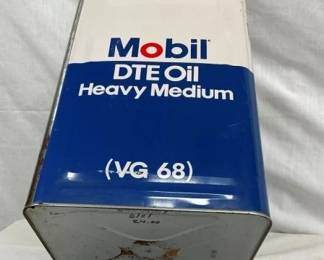 Mobil
DTE Oil
Heavy Medium
(VG 68)